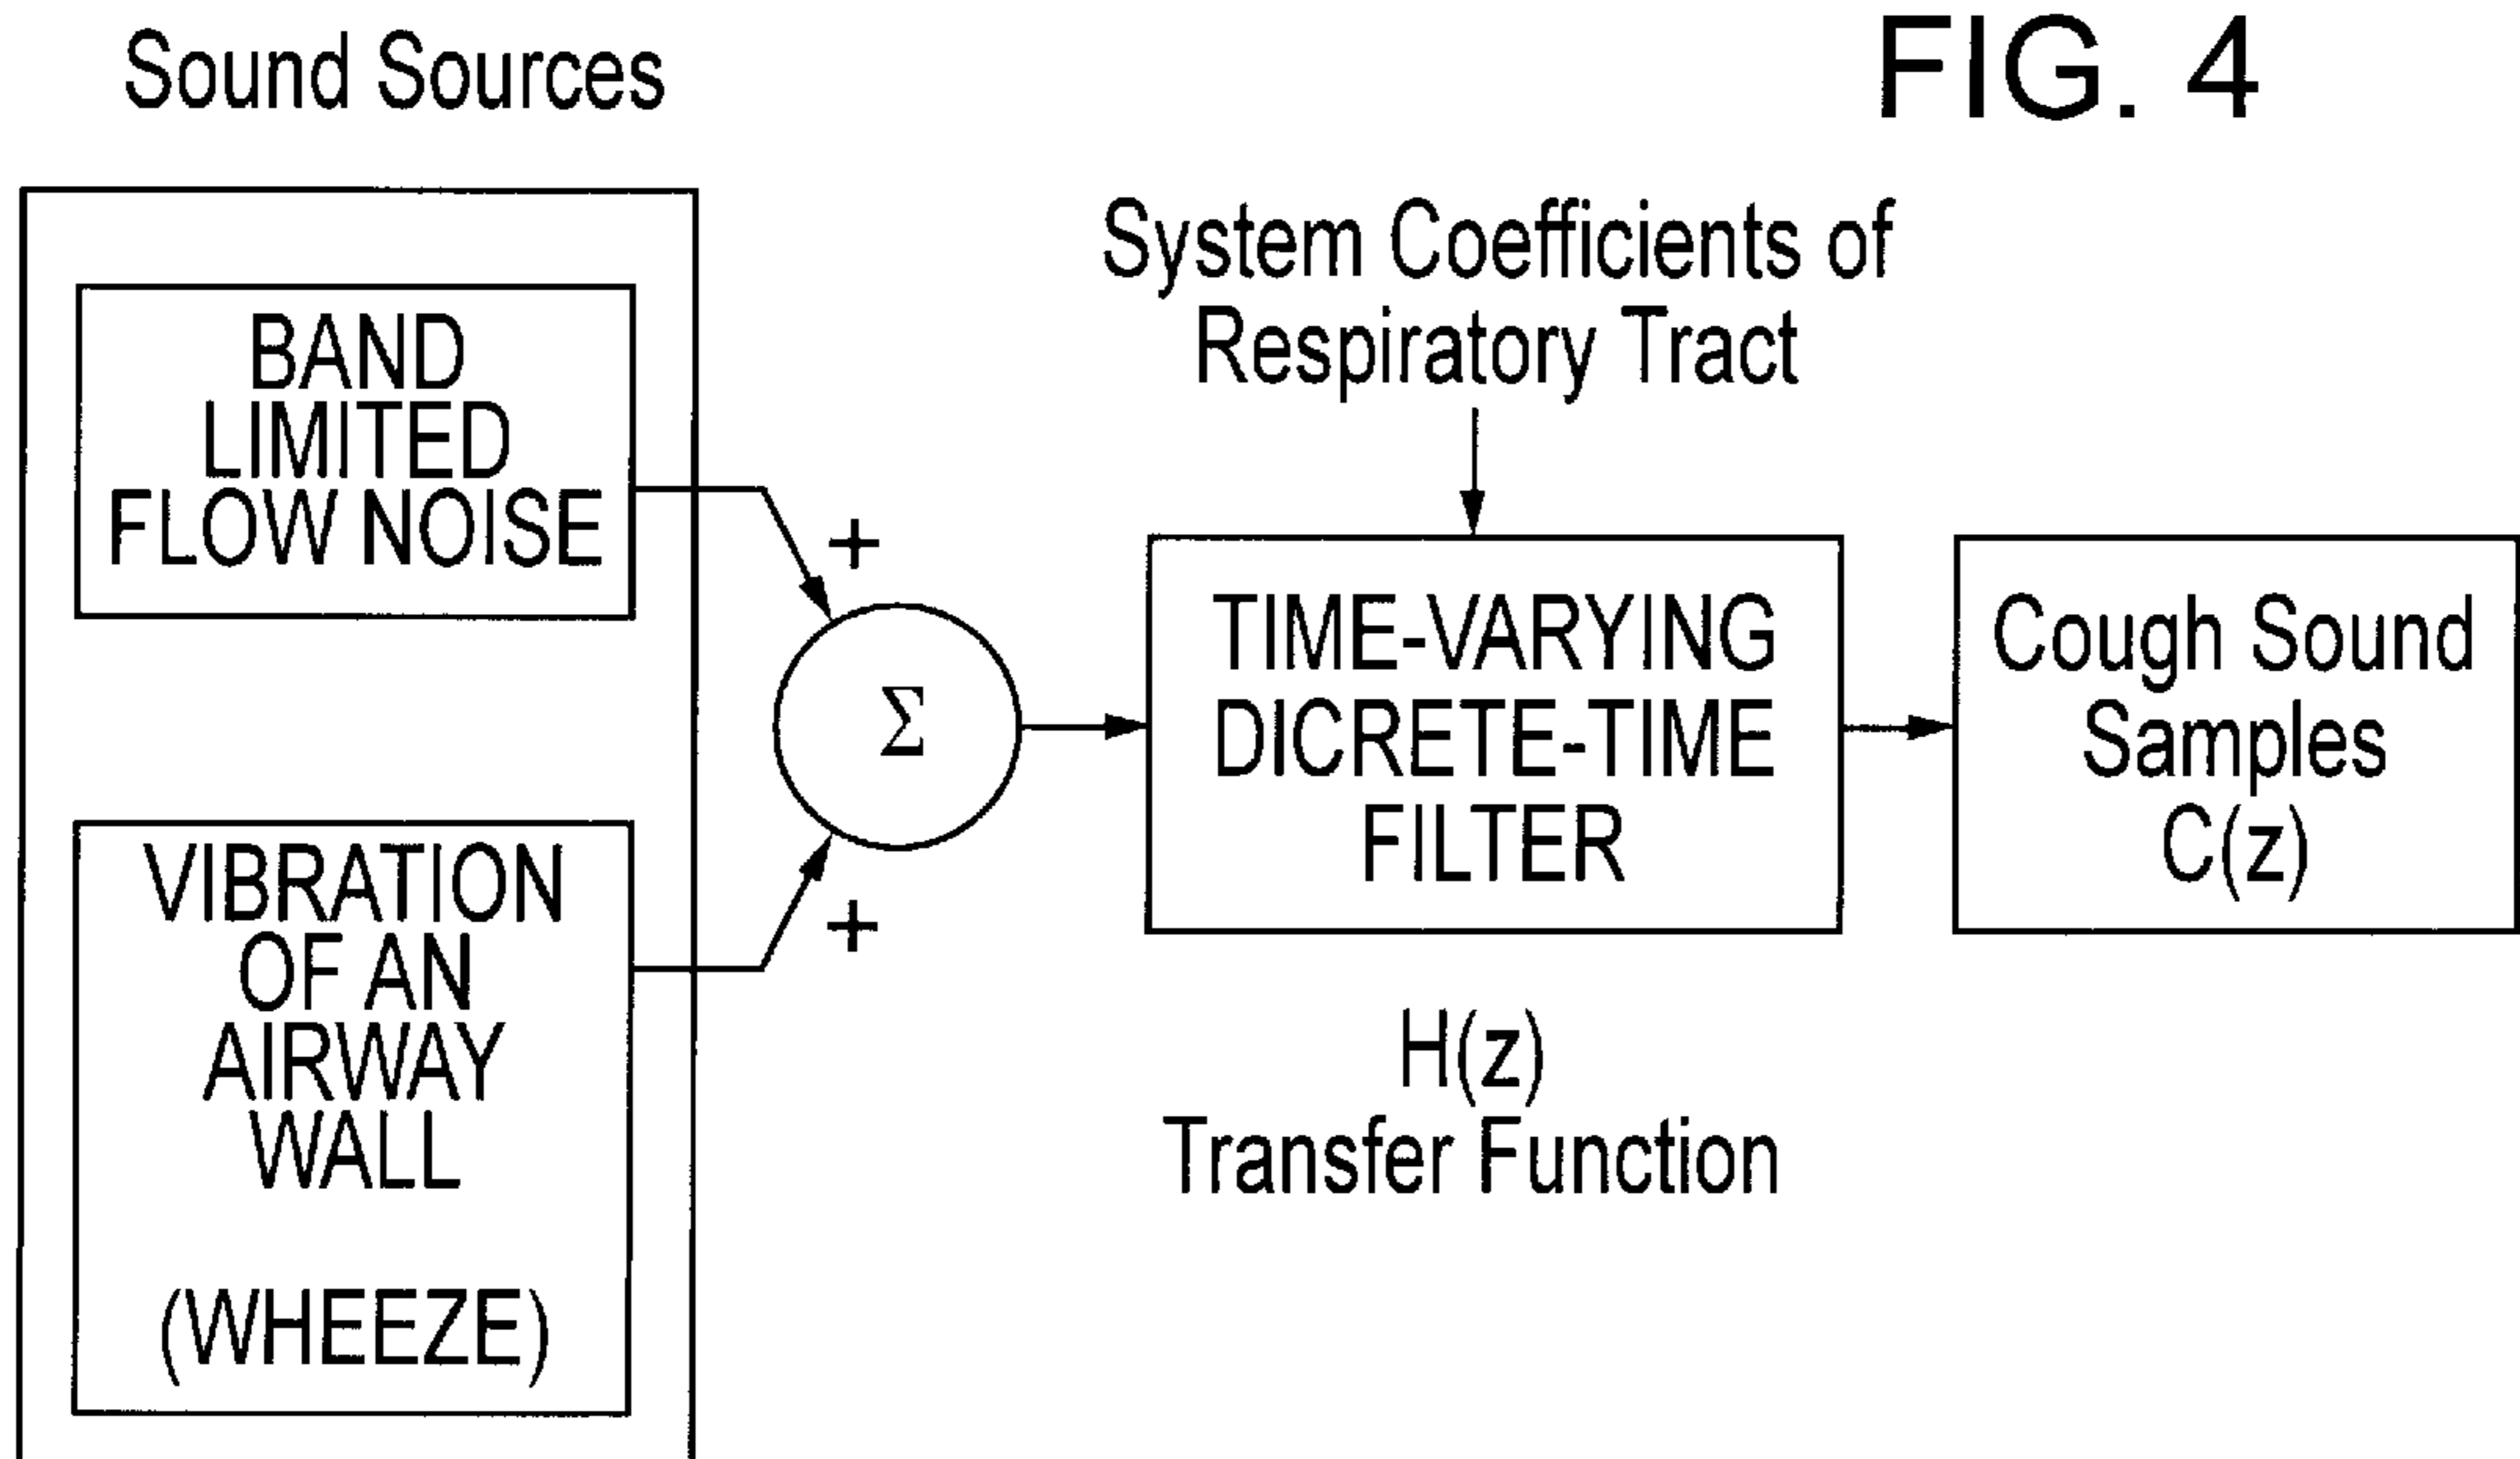 FIG. 4
Sound Sources
BAND
LIMITED
FLOW NOISE
VIBRATION
OF AN
AIRWAY
WALL
(WHEEZE)
+
+
Σ
System Coefficients of
Respiratory Tract
TIME-VARYING
DICRETE-TIME
FILTER
H(z)
Transfer Function
Cough Sound
Samples
C(z)